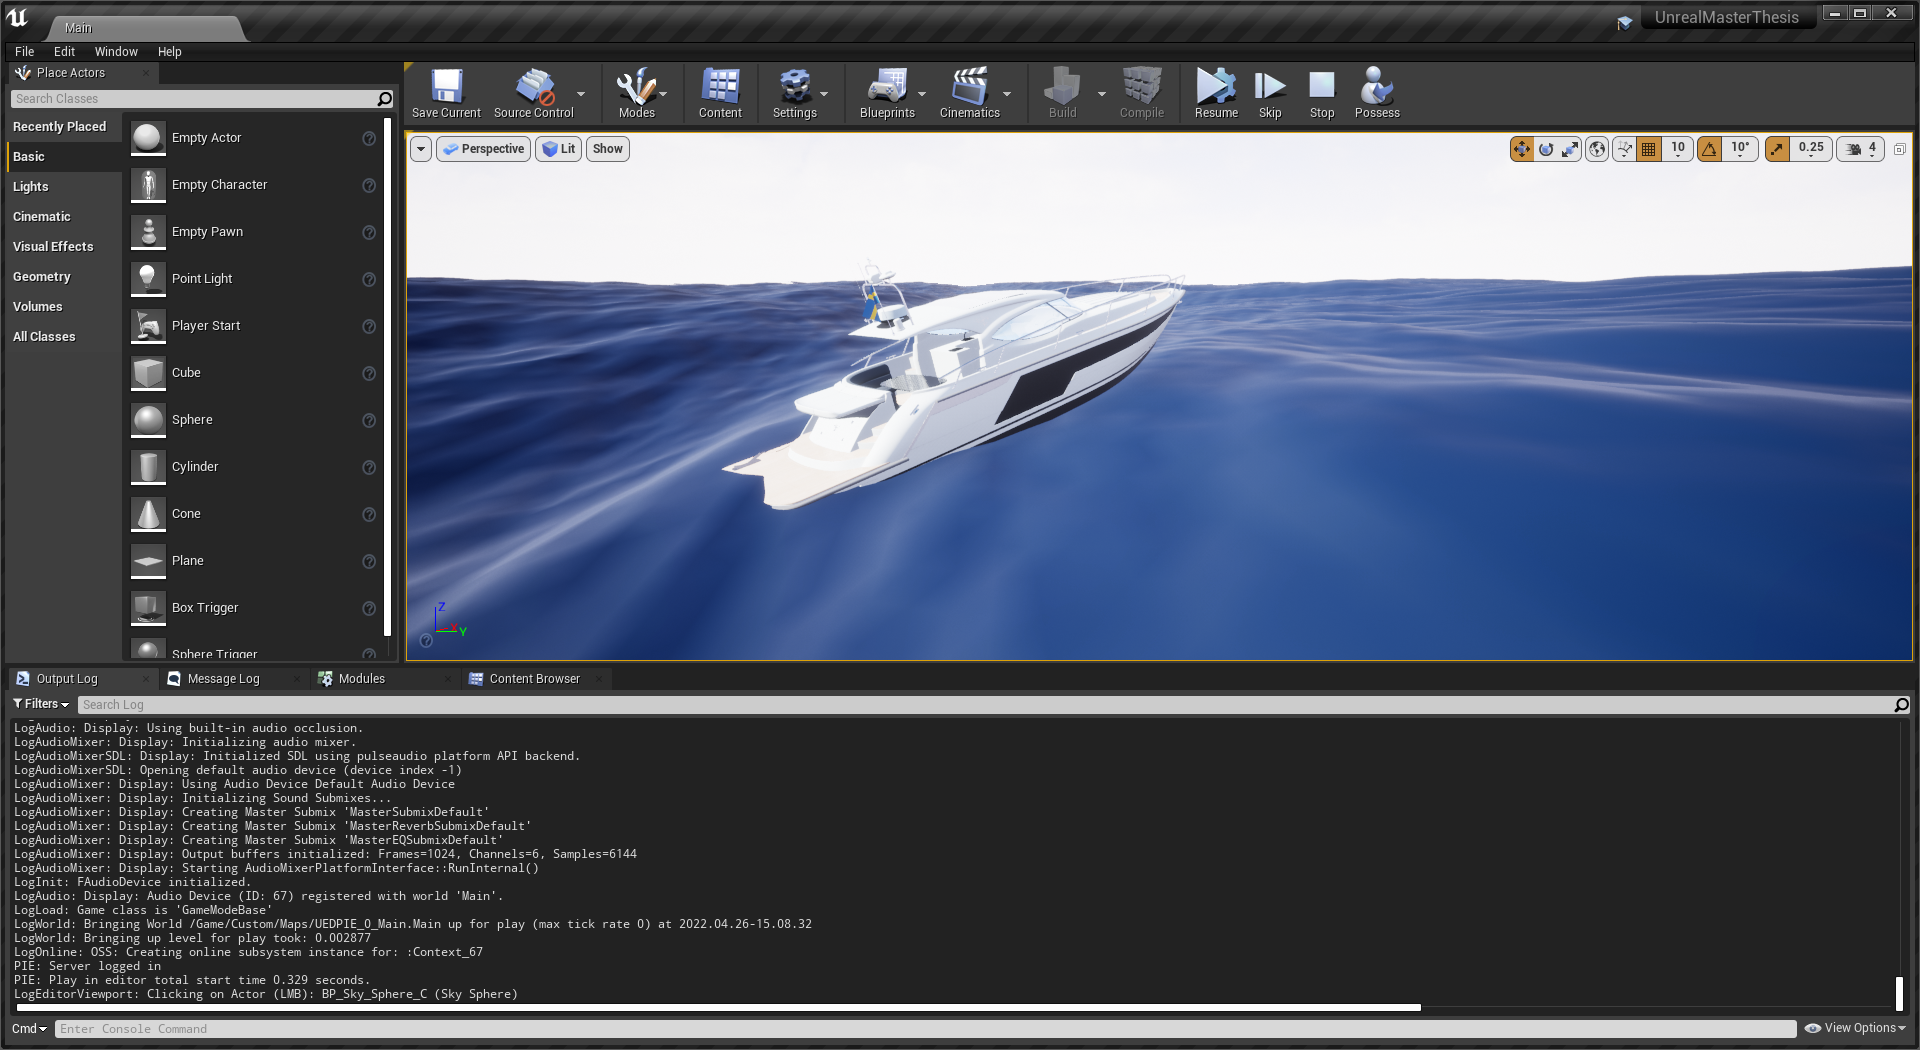 Main
UnrealMasterThesis
File Edit Window Help
Place Actors
Search Classes
Recently Placed
Basic
Lights
Cinematic
Visual Effects
Geometry
Volumes
All Classes
Empty Actor
Empty Character
Empty Pawn
Point Light
Player Start
Cube
Sphere
Cylinder
Cone
Plane
Box Trigger
Sphere Trigger
Save Current Source Control Modes Content Settings Blueprints Cinematics Build Compile Resume Skip Stop Possess
Perspective Lit Show
10 10° 0.25 4
Z
X Y
Output Log Message Log Modules Content Browser
Filters Search Log
LogAudio: Display: Using built-in audio occlusion.
LogAudioMixer: Display: Initializing audio mixer.
LogAudioMixerSDL: Display: Initialized SDL using pulseaudio platform API backend.
LogAudioMixerSDL: Opening default audio device (device index -1)
LogAudioMixer: Display: Using Audio Device Default Audio Device
LogAudioMixer: Display: Initializing Sound Submixes...
LogAudioMixer: Display: Creating Master Submix 'MasterSubmixDefault'
LogAudioMixer: Display: Creating Master Submix 'MasterReverbSubmixDefault'
LogAudioMixer: Display: Creating Master Submix 'MasterEQSubmixDefault'
LogAudioMixer: Display: Output buffers initialized: Frames=1024, Channels=6, Samples=6144
LogAudioMixer: Display: Starting AudioMixerPlatformInterface::RunInternal()
LogInit: FAudioDevice initialized.
LogAudio: Display: Audio Device (ID: 67) registered with world 'Main'.
LogLoad: Game class is 'GameModeBase'
LogWorld: Bringing World /Game/Custom/Maps/UEDPIE_0_Main.Main up for play (max tick rate 0) at 2022.04.26-15.08.32
LogWorld: Bringing up level for play took: 0.002877
LogOnline: OSS: Creating online subsystem instance for: :Context_67
PIE: Server logged in
PIE: Play in editor total start time 0.329 seconds.
LogEditorViewport: Clicking on Actor (LMB): BP_Sky_Sphere_C (Sky Sphere)
Cmd Enter Console Command View Options